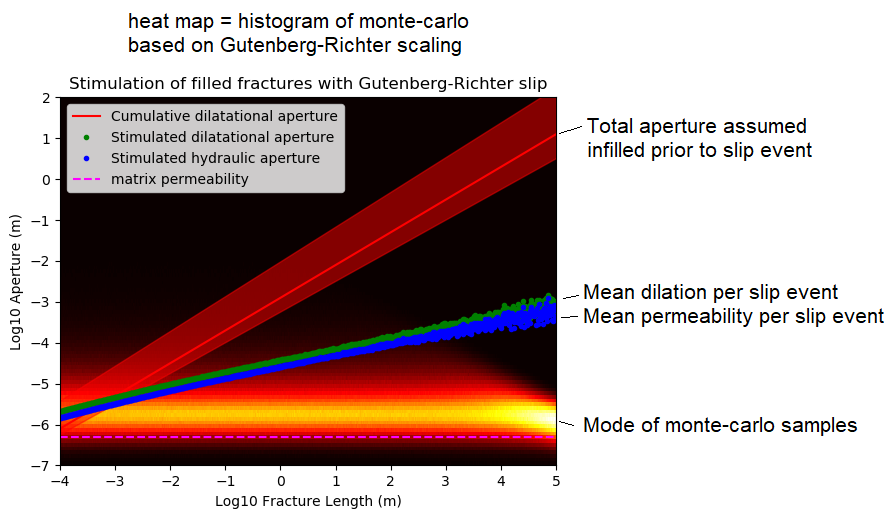 heat map = histogram of monte-carlo
based on Gutenberg-Richter scaling
Stimulation of filled fractures with Gutenberg-Richter slip
Cumulative dilatational aperture
Stimulated dilatational aperture
Stimulated hydraulic aperture
matrix permeability
Total aperture assumed
infilled prior to slip event
Mean dilation per slip event
Mean permeability per slip event
Mode of monte-carlo samples
Log10 Aperture (m)
2
1
0
−1
−2
−3
−4
−5
−6
−7
−4 −3 −2 −1 0 1 2 3 4 5
Log10 Fracture Length (m)